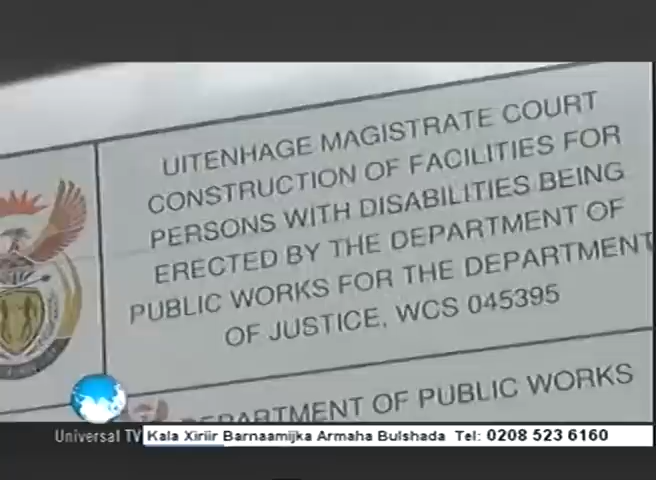 UITENHAGE MAGISTRATE COURT
CONSTRUCTION OF FACILITIES FOR
PERSONS WITH DISABILITIES BEING
ERECTED BY THE DEPARTMENT OF
PUBLIC WORKS FOR THE DEPARTMENT
OF JUSTICE, WCS 045395
DEPARTMENT OF PUBLIC WORKS
Universal TV Kala Xiriir Barnaamijka Armaha Bulshada Tel: 0208 523 6160